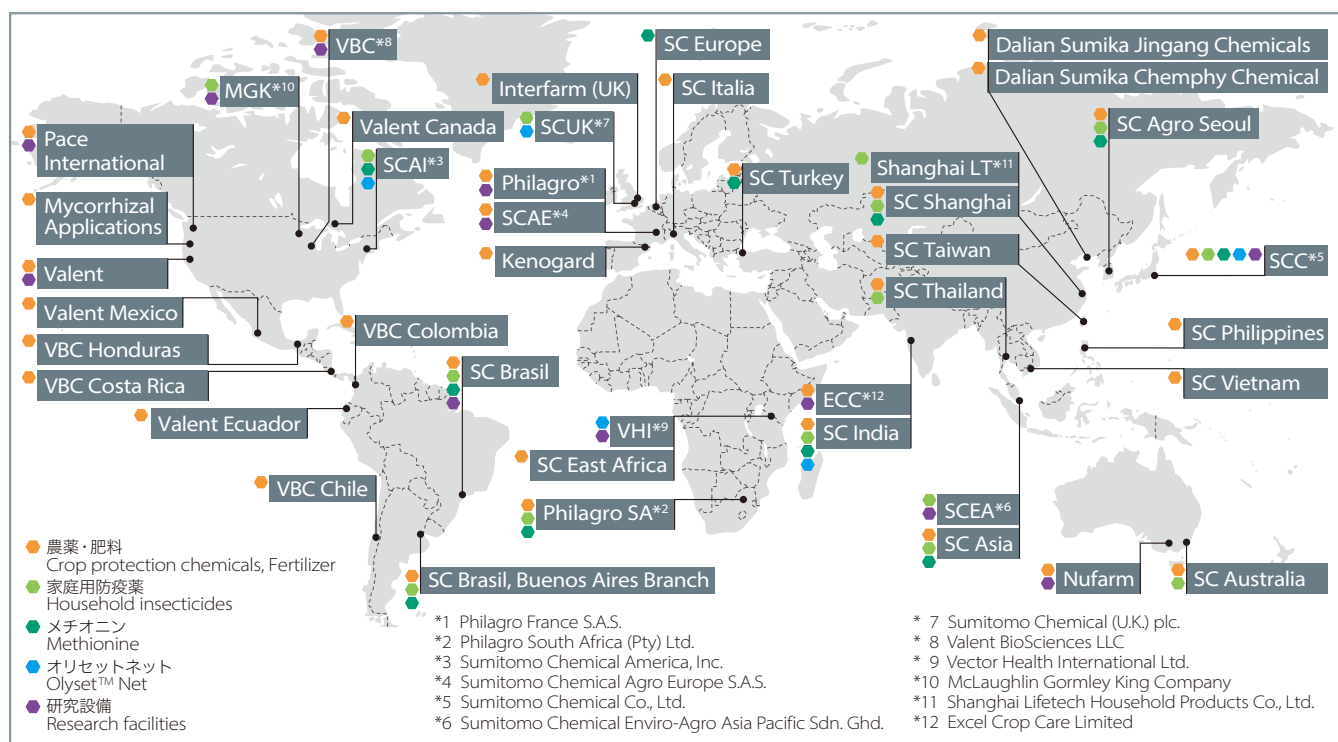 VBC*8
MGK*10
Pace
International
Mycorrhizal
Applications
Valent
Valent Mexico
VBC Honduras
VBC Costa Rica
Valent Ecuador
Valent Canada
SCAI*3
VBC Colombia
SC Brasil
VBC Chile
SC Brasil, Buenos Aires Branch
SC Europe
Interfarm (UK)
SC Italia
SCUK*7
Philagro*1
SCAE*4
Kenogard
SC Turkey
VHI*9
SC East Africa
Philagro SA*2
Dalian Sumika Jingang Chemicals
Dalian Sumika Chemphy Chemical
SC Agro Seoul
Shanghai LT*11
SC Shanghai
SC Taiwan
SC Thailand
SCC*5
SC Philippines
SC Vietnam
ECC*12
SC India
SCEA*6
SC Asia
Nufarm
SC Australia
農薬・肥料
Crop protection chemicals, Fertilizer
家庭用防疫薬
Household insecticides
メチオニン
Methionine
オリセットネット
Olyset™ Net
研究設備
Research facilities
*1 Philagro France S.A.S.
*2 Philagro South Africa (Pty) Ltd.
*3 Sumitomo Chemical America, Inc.
*4 Sumitomo Chemical Agro Europe S.A.S.
*5 Sumitomo Chemical Co., Ltd.
*6 Sumitomo Chemical Enviro-Agro Asia Pacific Sdn. Ghd.
* 7 Sumitomo Chemical (U.K.) plc.
* 8 Valent BioSciences LLC
* 9 Vector Health International Ltd.
*10 McLaughlin Gormley King Company
*11 Shanghai Lifetech Household Products Co., Ltd.
*12 Excel Crop Care Limited